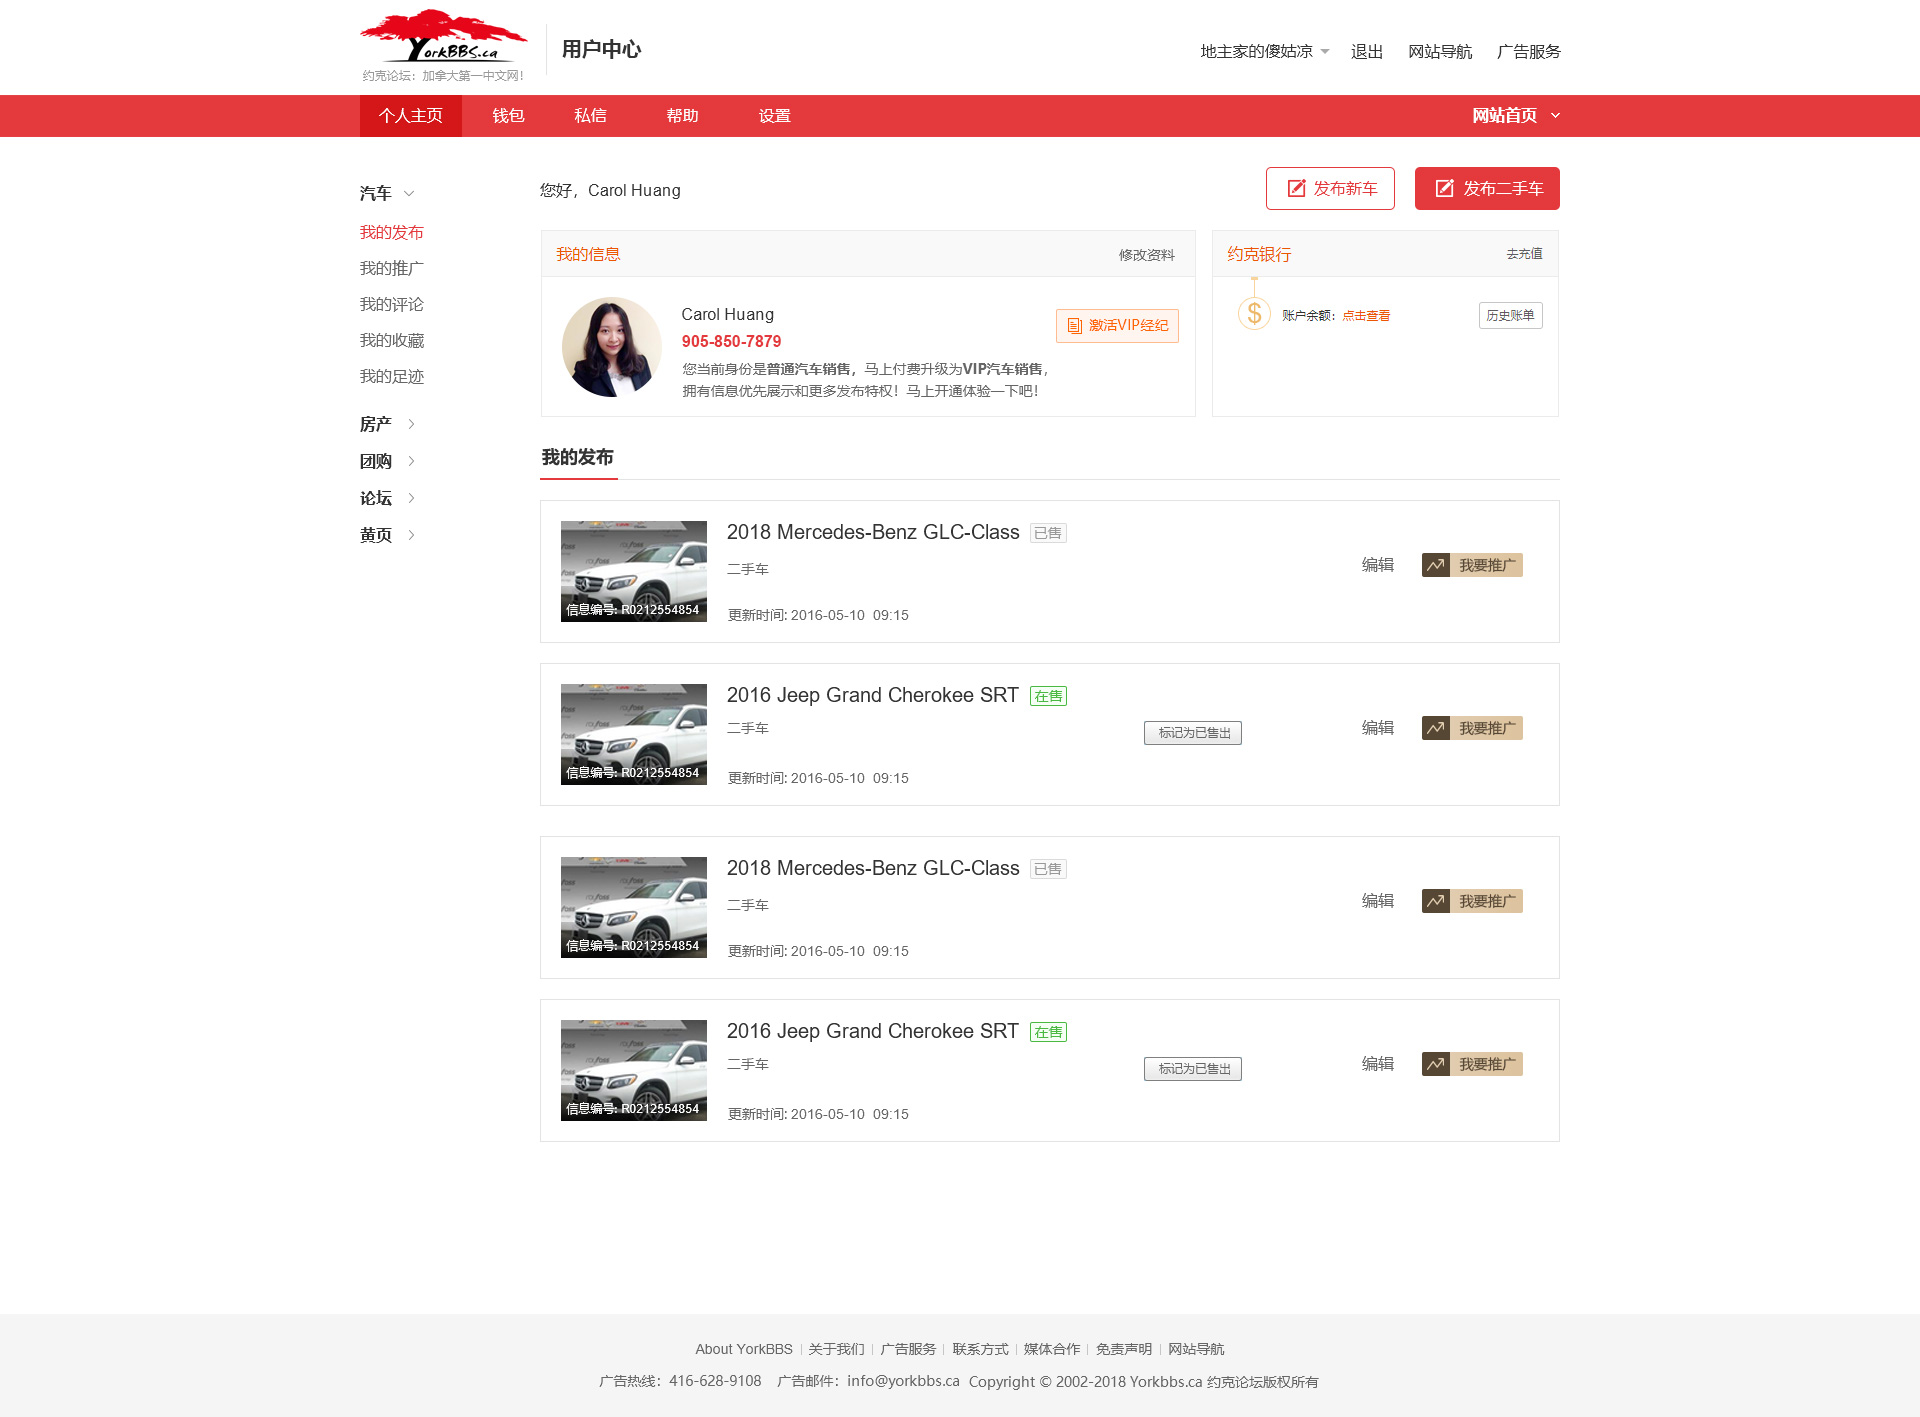 YorkBBS.ca
约克论坛：加拿大第一中文网！
用户中心
地主家的傻姑凉 退出 网站导航 广告服务
个人主页 钱包 私信 帮助 设置 网站首页
汽车
我的发布
我的推广
我的评论
我的收藏
我的足迹
房产
团购
论坛
黄页
您好，Carol Huang
发布新车 发布二手车
我的信息 修改资料
Carol Huang
905-850-7879
您当前身份是普通汽车销售，马上付费升级为VIP汽车销售，
拥有信息优先展示和更多发布特权！马上开通体验一下吧！
激活VIP经纪
约克银行 去充值
$ 账户余额：点击查看 历史账单
我的发布
2018 Mercedes-Benz GLC-Class 已售
二手车
编辑 我要推广
信息编号: R0212554854
更新时间: 2016-05-10 09:15
2016 Jeep Grand Cherokee SRT 在售
二手车
标记为已售出 编辑 我要推广
信息编号: R0212554854
更新时间: 2016-05-10 09:15
2018 Mercedes-Benz GLC-Class 已售
二手车
编辑 我要推广
信息编号: R0212554854
更新时间: 2016-05-10 09:15
2016 Jeep Grand Cherokee SRT 在售
二手车
标记为已售出 编辑 我要推广
信息编号: R0212554854
更新时间: 2016-05-10 09:15
About YorkBBS | 关于我们 | 广告服务 | 联系方式 | 媒体合作 | 免责声明 | 网站导航
广告热线：416-628-9108 广告邮件：info@yorkbbs.ca Copyright © 2002-2018 Yorkbbs.ca 约克论坛版权所有